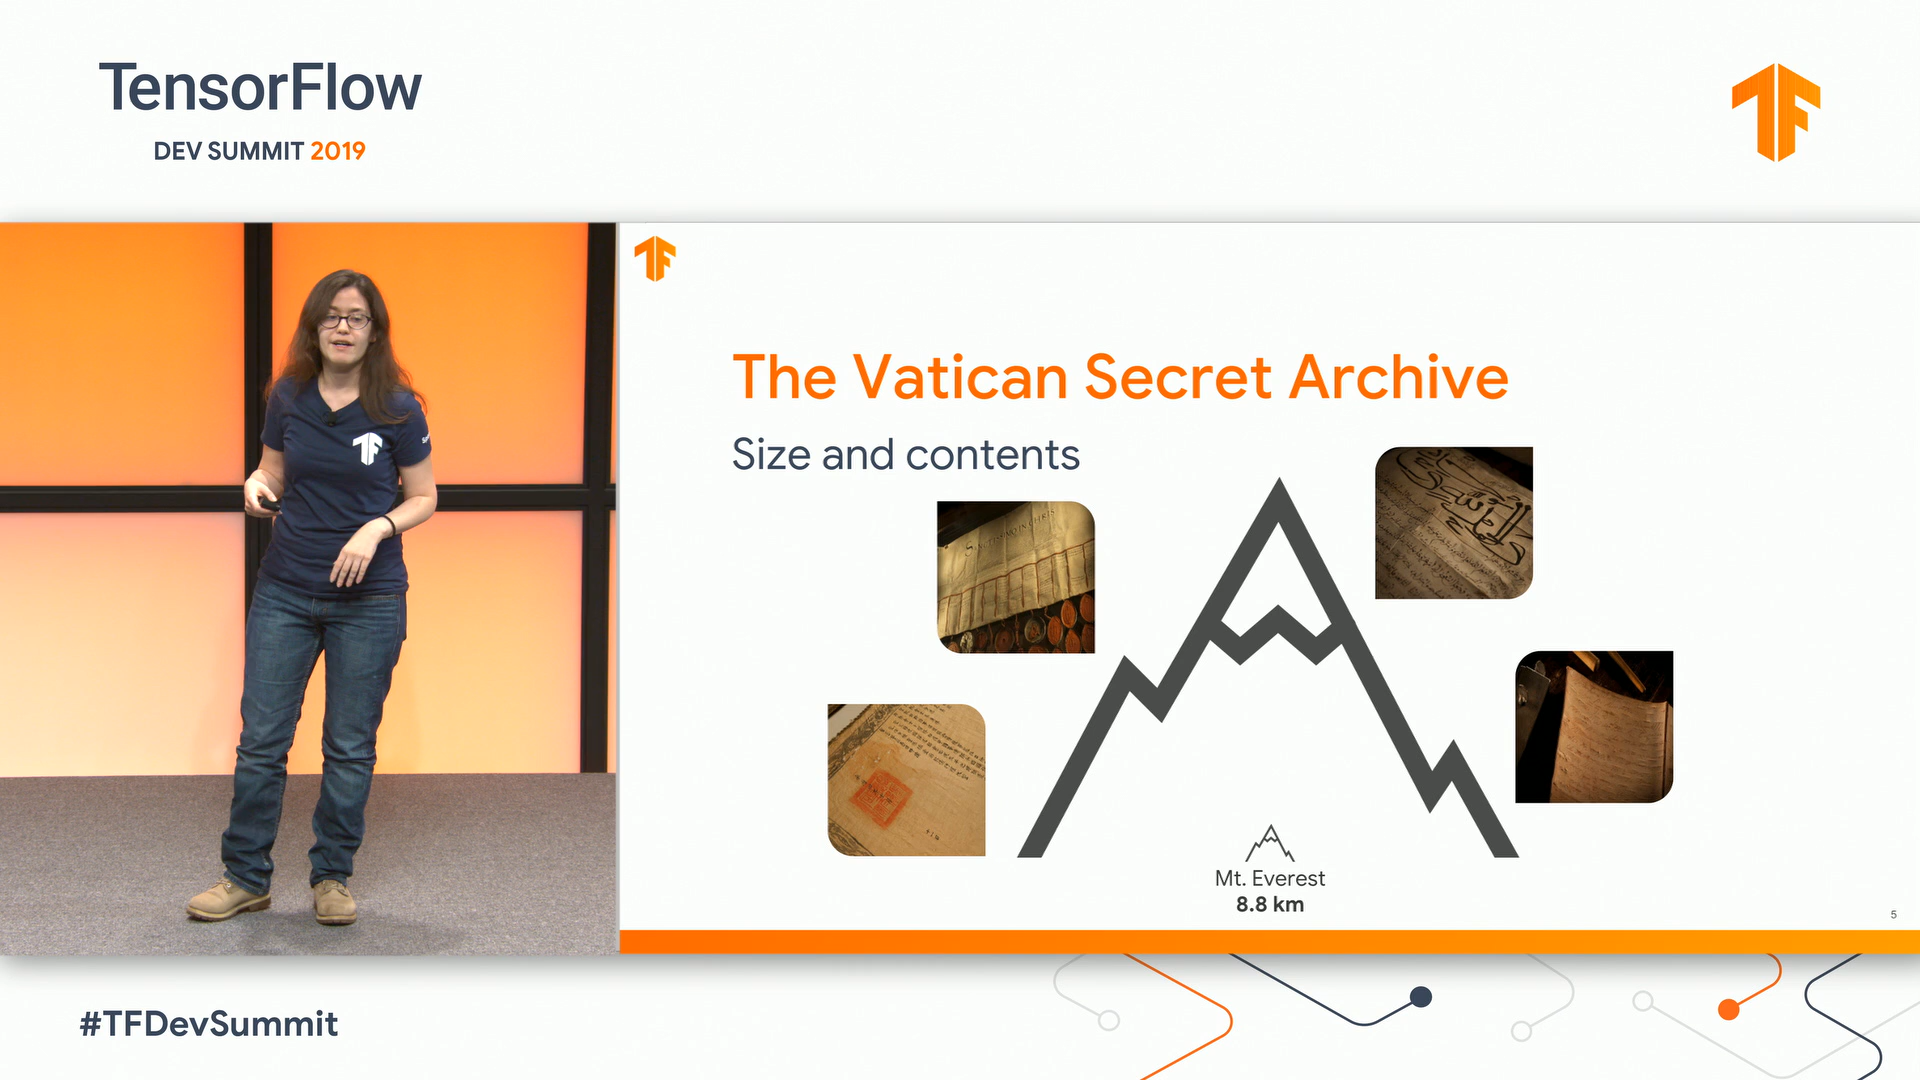 TensorFlow
DEV SUMMIT 2019
The Vatican Secret Archive
Size and contents
Mt. Everest
8.8 km
5
#TFDevSummit